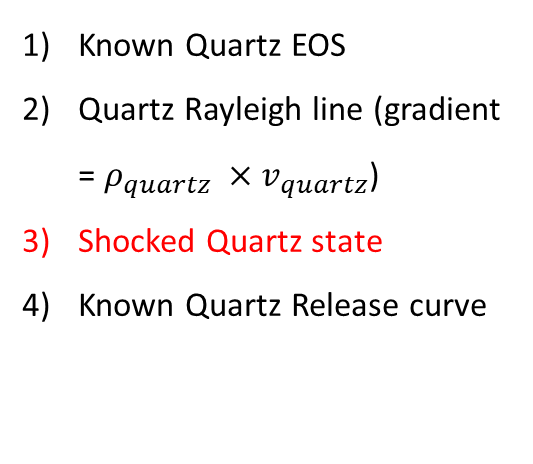 1) Known Quartz EOS
2) Quartz Rayleigh line (gradient
= ρ_quartz × v_quartz)
3) Shocked Quartz state
4) Known Quartz Release curve